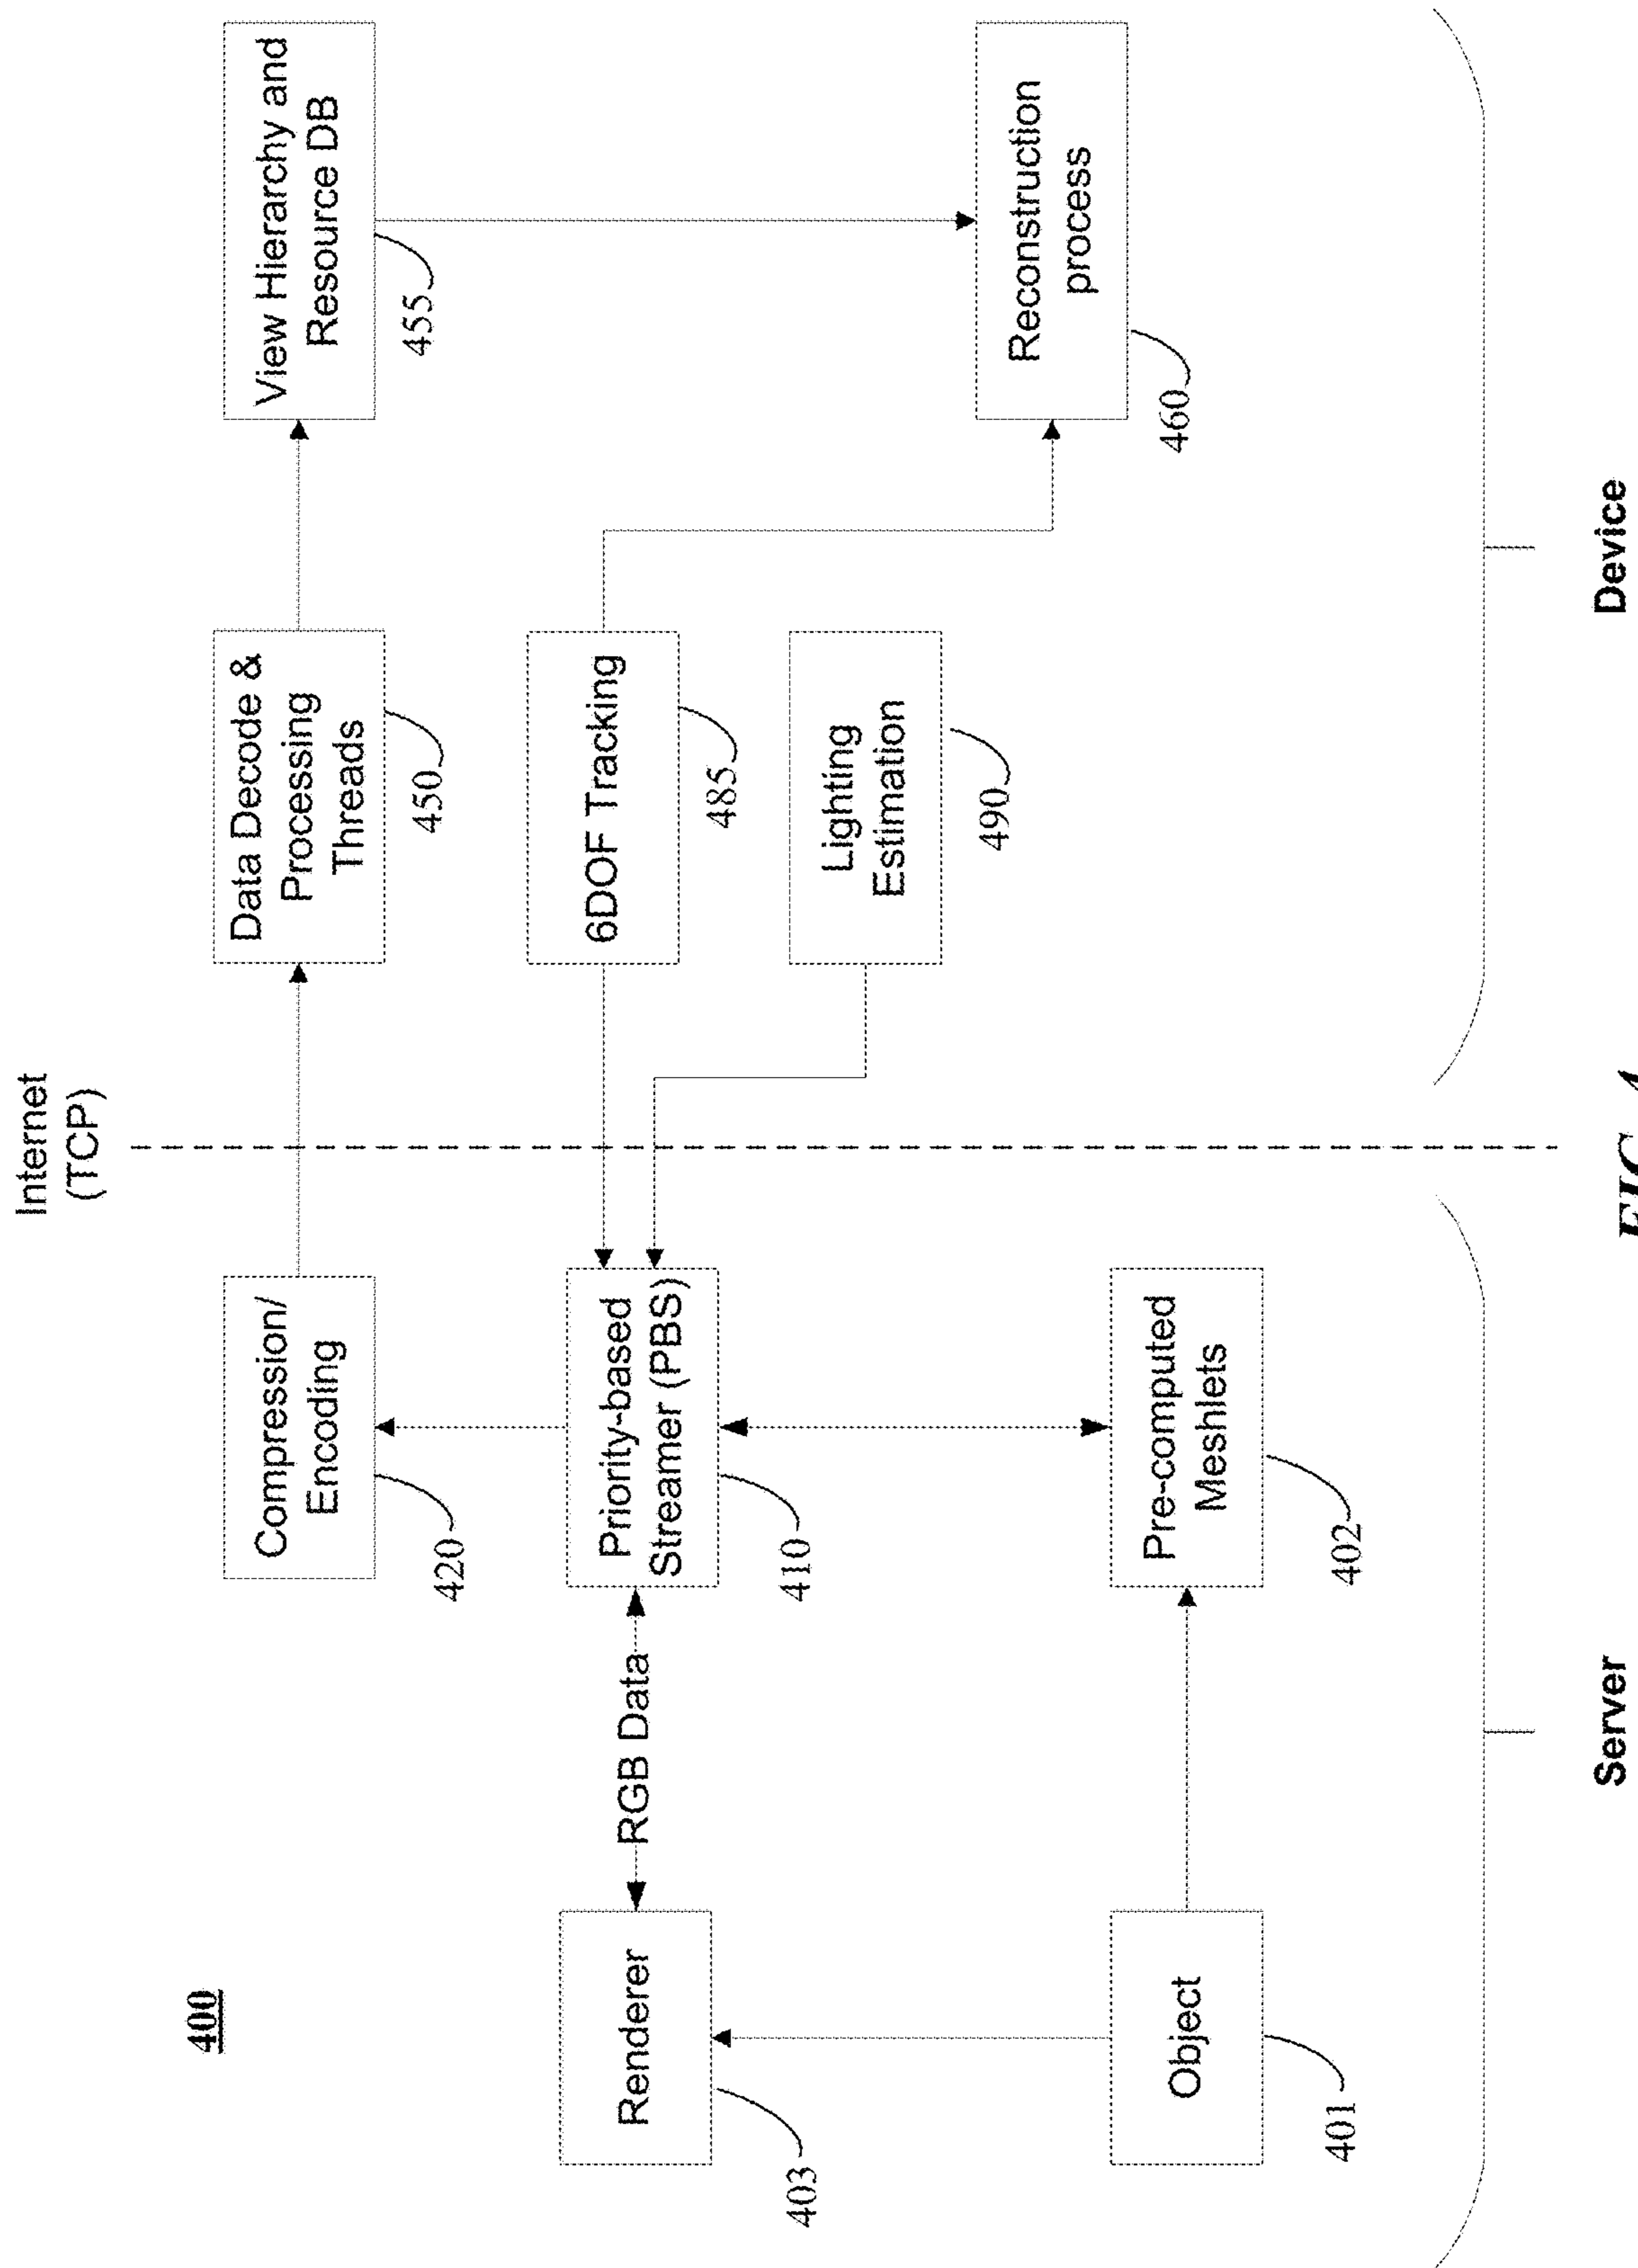 400
Internet
(TCP)
Compression/
Encoding
420
Data Decode &
Processing
Threads
450
View Hierarchy and
Resource DB
455
Renderer
403
RGB Data
Priority-based
Streamer (PBS)
410
6DOF Tracking
485
Lighting
Estimation
490
Reconstruction
process
460
Object
401
Pre-computed
Meshlets
402
Server
Device
FIG. 4